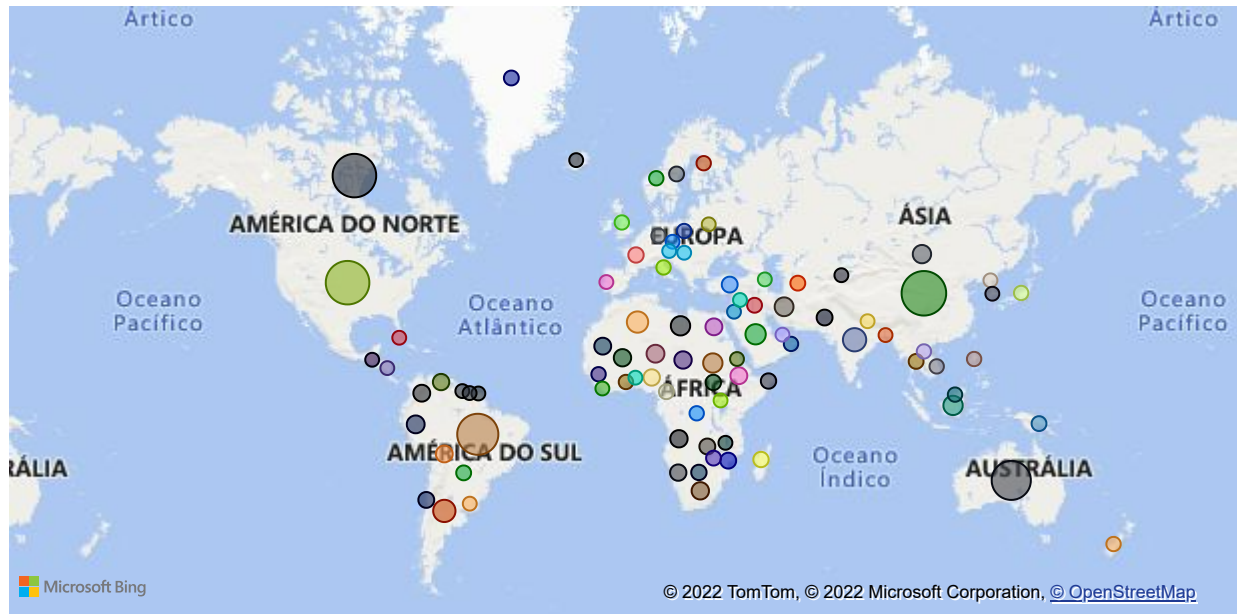 Ártico
Ártico
AMÉRICA DO NORTE
ÁSIA
EUROPA
Oceano
Pacífico
Oceano
Atlântico
Oceano
Pacífico
ÁFRICA
AMÉRICA DO SUL
Oceano
Índico
RÁLIA
AUSTRÁLIA
Microsoft Bing
© 2022 TomTom, © 2022 Microsoft Corporation, © OpenStreetMap